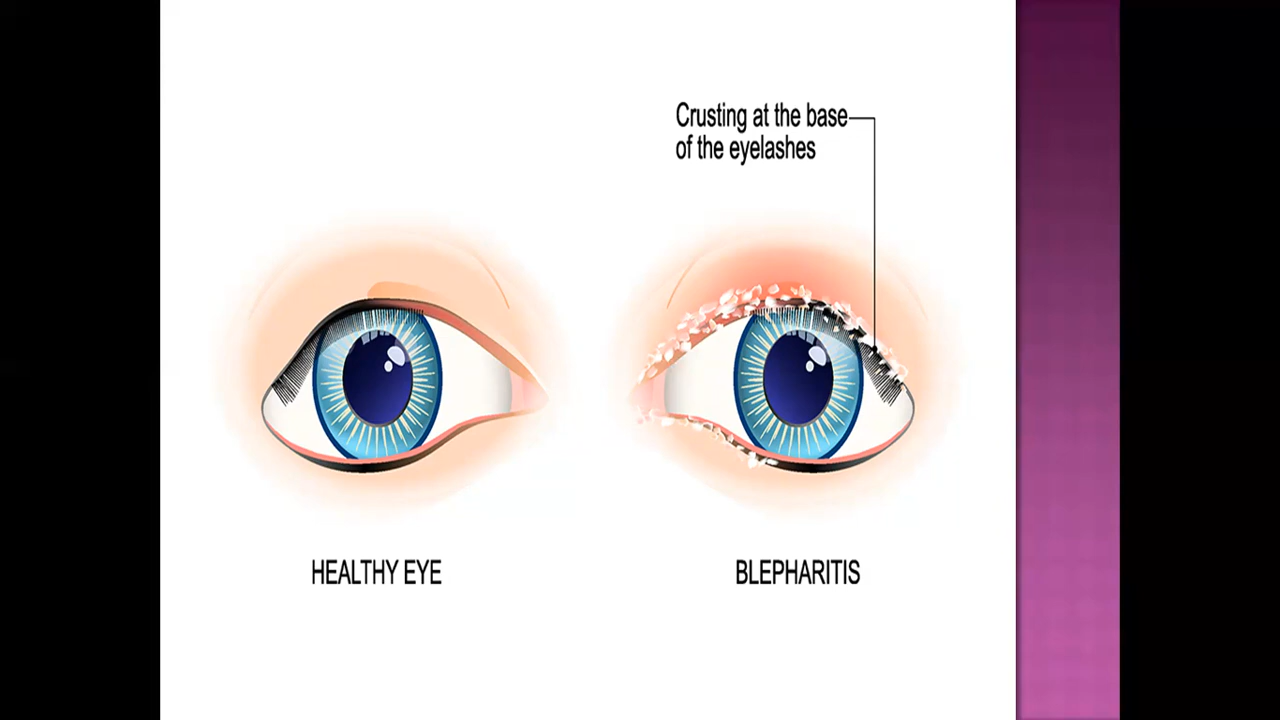 Crusting at the base
of the eyelashes
HEALTHY EYE
BLEPHARITIS